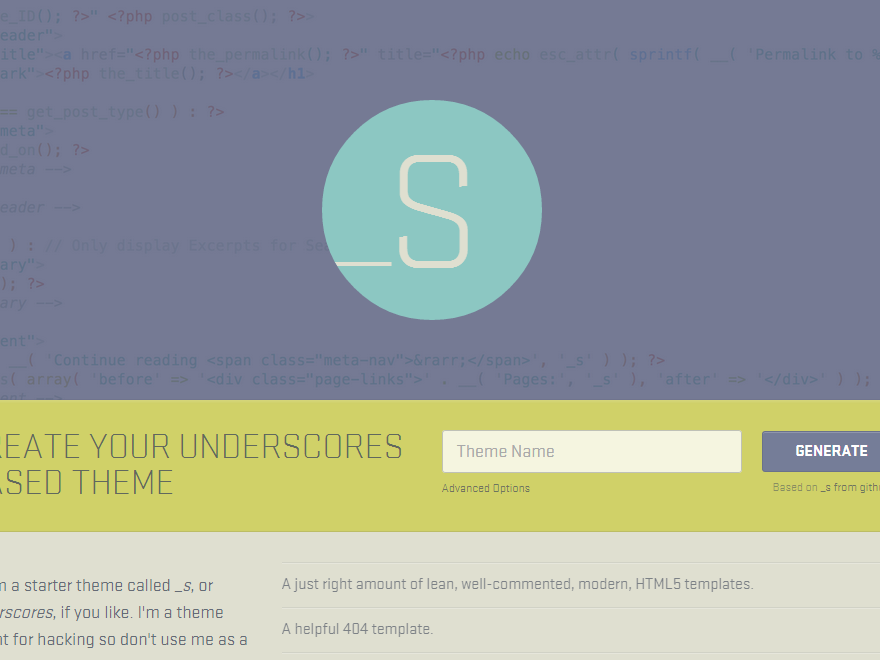 e_ID(); ?>" <?php post_class(); ?>>
eader">
itle"><a href="<?php the_permalink(); ?>" title="<?php echo esc_attr( sprintf( __( 'Permalink to %
ark"><?php the_title(); ?></a></h1>
== get_post_type() ) : ?>
meta">
d_on(); ?>
meta -->
eader -->
) : // Only display Excerpts for Se
ary">
); ?>
ary -->
ent">
__( 'Continue reading <span class="meta-nav">&rarr;</span>', '_s' ) ); ?>
s( array( 'before' => '<div class="page-links">' . __( 'Pages:', '_s' ), 'after' => '</div>' ) );
ent -->
_S
REATE YOUR UNDERSCORES
ASED THEME
Theme Name
GENERATE
Advanced Options
Based on _s from gith
m a starter theme called _s, or
rscores, if you like. I'm a theme
nt for hacking so don't use me as a
A just right amount of lean, well-commented, modern, HTML5 templates.
A helpful 404 template.